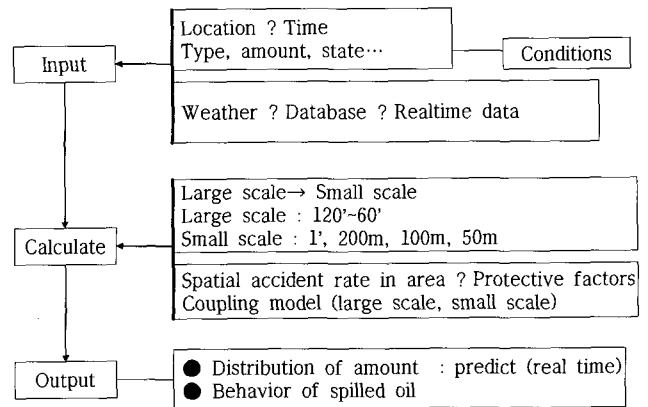 Location ? Time
Type, amount, state…
Conditions
Input
Weather ? Database ? Realtime data
Large scale→ Small scale
Large scale : 120'~60'
Small scale : 1', 200m, 100m, 50m
Calculate
Spatial accident rate in area ? Protective factors
Coupling model (large scale, small scale)
Output
● Distribution of amount : predict (real time)
● Behavior of spilled oil